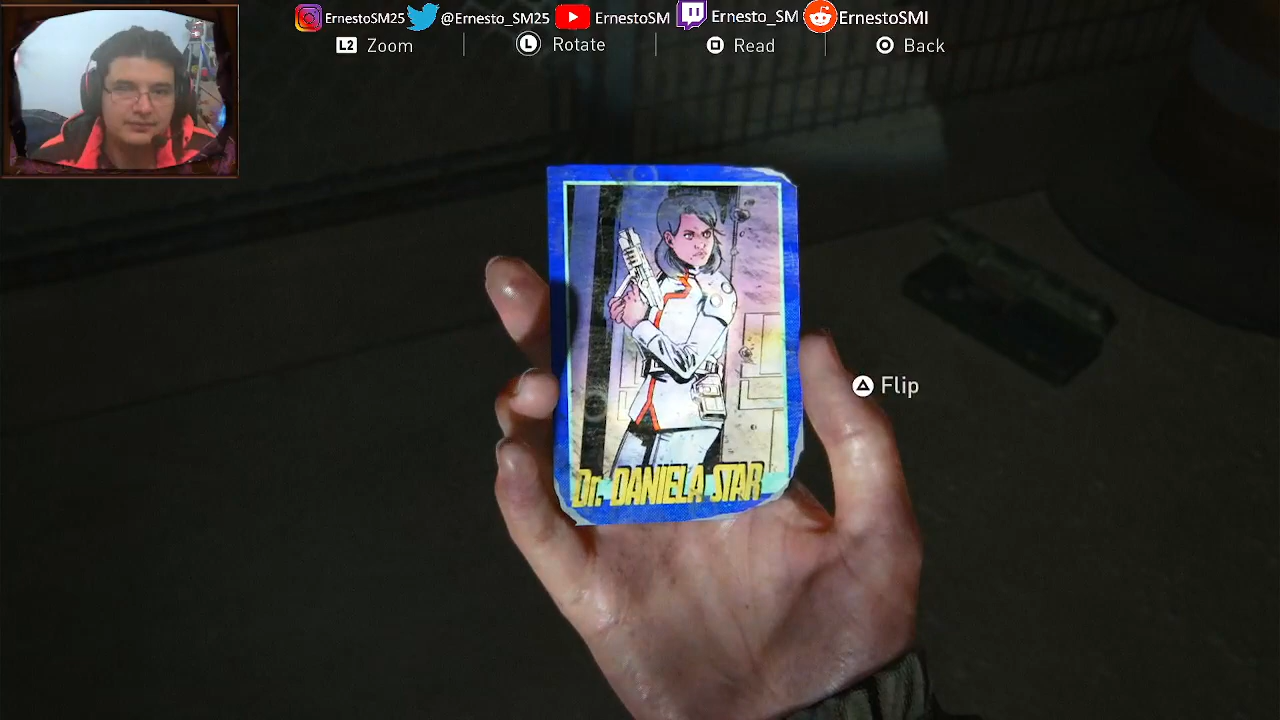 ErnestoSM25 @Ernesto_SM25 ErnestoSM Ernesto_SM ErnestoSMI
L2 Zoom L Rotate Read Back
Flip
Dr. DANIELA STAR